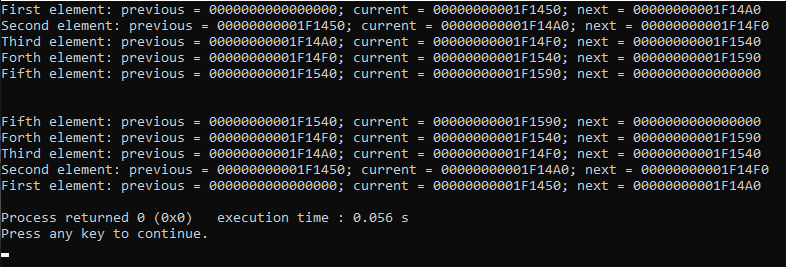 First element: previous = 0000000000000000; current = 00000000001F1450; next = 00000000001F14A0
Second element: previous = 00000000001F1450; current = 00000000001F14A0; next = 00000000001F14F0
Third element: previous = 00000000001F14A0; current = 00000000001F14F0; next = 00000000001F1540
Forth element: previous = 00000000001F14F0; current = 00000000001F1540; next = 00000000001F1590
Fifth element: previous = 00000000001F1540; current = 00000000001F1590; next = 0000000000000000
Fifth element: previous = 00000000001F1540; current = 00000000001F1590; next = 0000000000000000
Forth element: previous = 00000000001F14F0; current = 00000000001F1540; next = 00000000001F1590
Third element: previous = 00000000001F14A0; current = 00000000001F14F0; next = 00000000001F1540
Second element: previous = 00000000001F1450; current = 00000000001F14A0; next = 00000000001F14F0
First element: previous = 0000000000000000; current = 00000000001F1450; next = 00000000001F14A0
Process returned 0 (0x0)   execution time : 0.056 s
Press any key to continue.